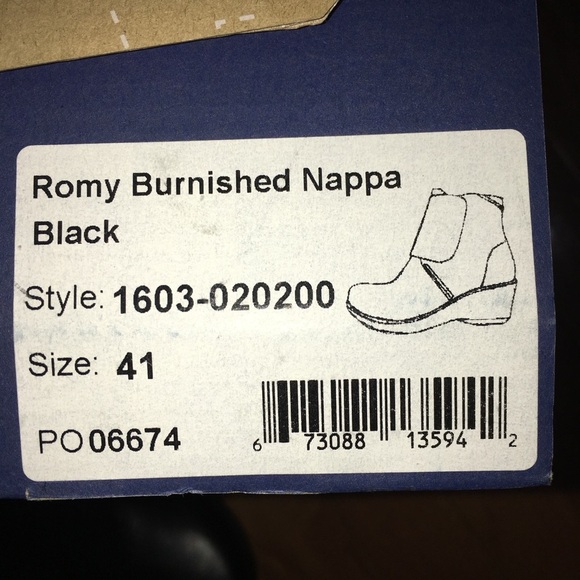 Romy Burnished Nappa
Black
Style: 1603-020200
Size: 41
PO 06674
6 73088 13594 2